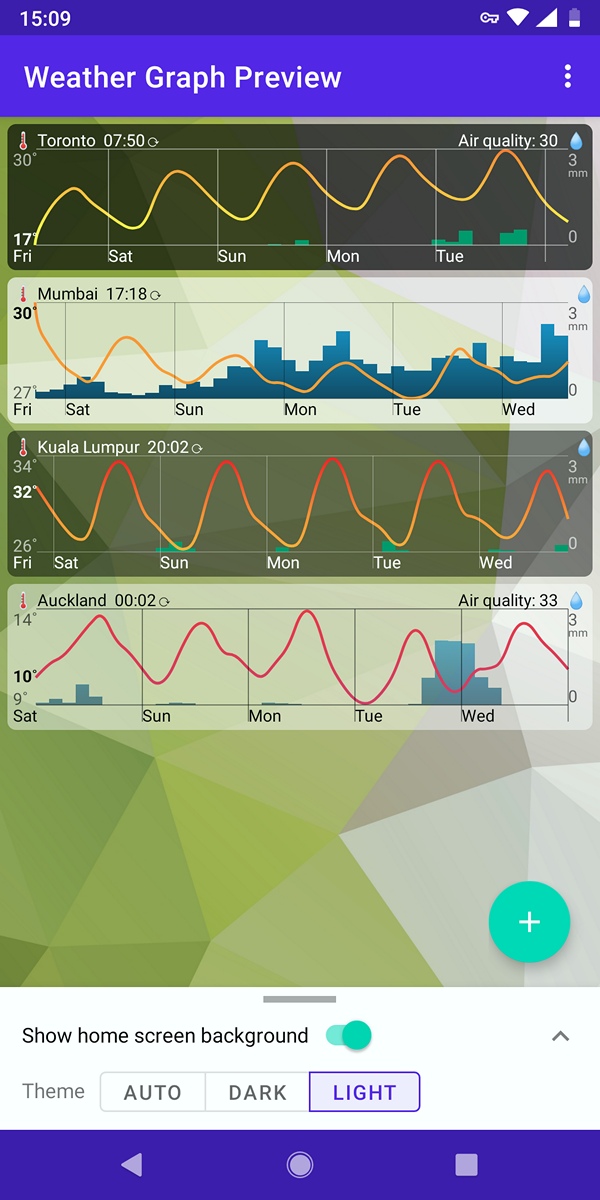 15:09
Weather Graph Preview
Toronto 07:50 Air quality: 30
30° 3
mm
17° 0
Fri Sat Sun Mon Tue
Mumbai 17:18
30° 3
mm
27° 0
Fri Sat Sun Mon Tue Wed
Kuala Lumpur 20:02
34° 3
mm
32°
26° 0
Fri Sat Sun Mon Tue Wed
Auckland 00:02 Air quality: 33
14° 3
mm
10°
9° 0
Sat Sun Mon Tue Wed
Show home screen background
Theme AUTO DARK LIGHT